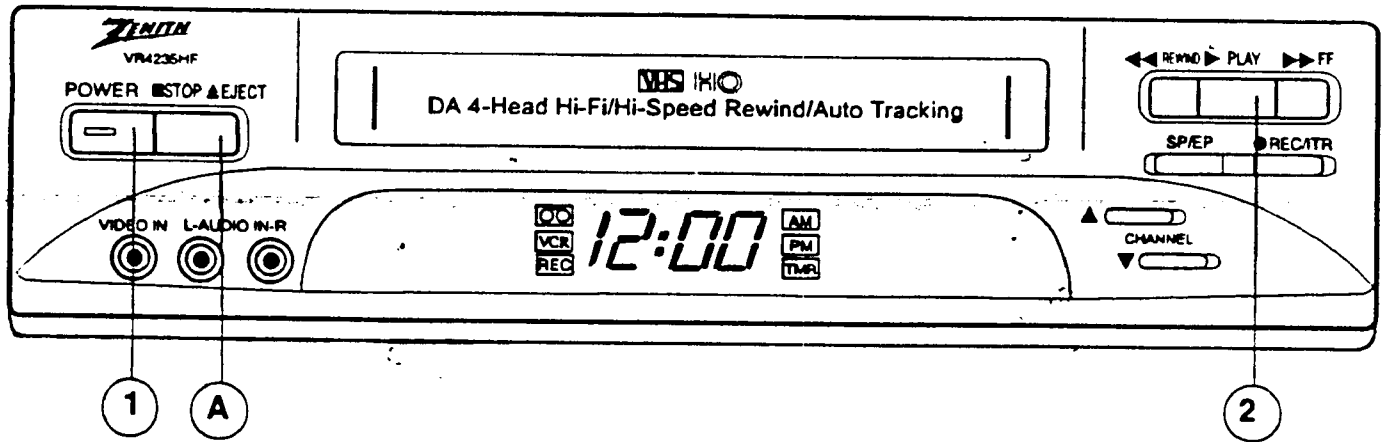 ZENITH
VR4235HF
POWER ■STOP ▲EJECT
VHS HQ
DA 4-Head Hi-Fi/Hi-Speed Rewind/Auto Tracking
◀◀ REWIND ▶ PLAY ▶▶ FF
SP/EP ●REC/ITR
VIDEO IN L-AUDIO IN-R
VCR
REC
12:00
AM
PM
TMR
▲
CHANNEL
▼
1
A
2